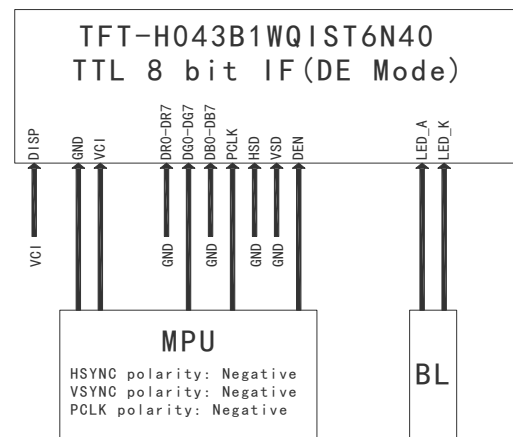 TFT-H043B1WQIST6N40
TTL 8 bit IF(DE Mode)
DISP
GND
VCI
DR0-DR7
DG0-DG7
DB0-DB7
PCLK
HSD
VSD
DEN
LED_A
LED_K
VCI
GND
GND
GND
GND
MPU
HSYNC polarity: Negative
VSYNC polarity: Negative
PCLK polarity: Negative
BL